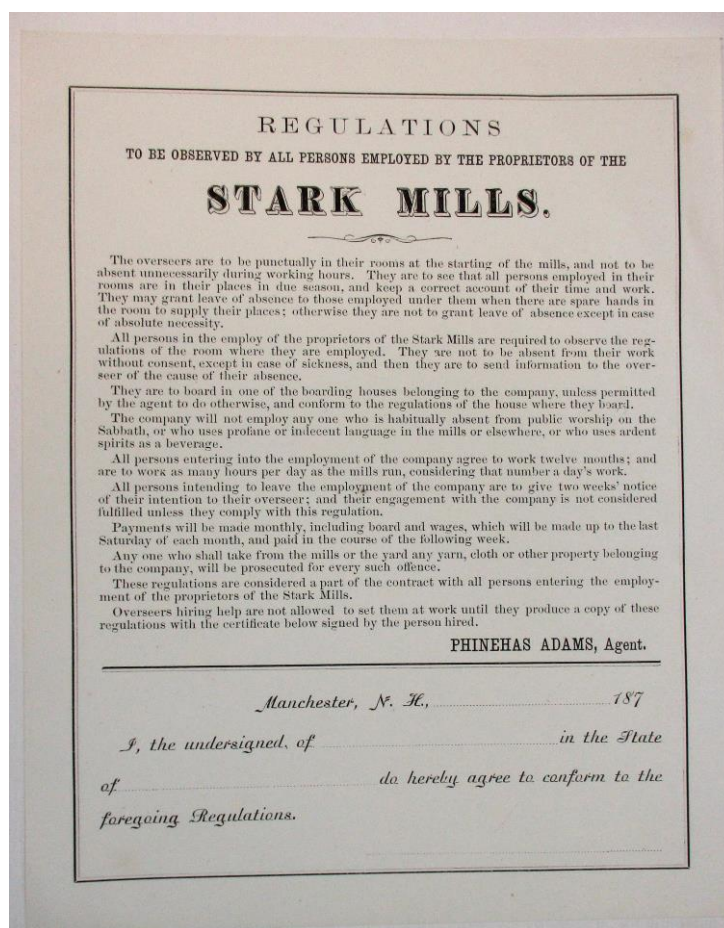 REGULATIONS
TO BE OBSERVED BY ALL PERSONS EMPLOYED BY THE PROPRIETORS OF THE
STARK MILLS.
The overseers are to be punctually in their rooms at the starting of the mills, and not to be
absent unnecessarily during working hours. They are to see that all persons employed in their
rooms are in their places in due season, and keep a correct account of their time and work.
They may grant leave of absence to those employed under them when there are spare hands in
the room to supply their places; otherwise they are not to grant leave of absence except in case
of absolute necessity.
All persons in the employ of the proprietors of the Stark Mills are required to observe the reg-
ulations of the room where they are employed. They are not to be absent from their work
without consent, except in case of sickness, and then they are to send information to the over-
seer of the cause of their absence.
They are to board in one of the boarding houses belonging to the company, unless permitted
by the agent to do otherwise, and conform to the regulations of the house where they board.
The company will not employ any one who is habitually absent from public worship on the
Sabbath, or who uses profane or indecent language in the mills or elsewhere, or who uses ardent
spirits as a beverage.
All persons entering into the employment of the company agree to work twelve months; and
are to work as many hours per day as the mills run, considering that number a day's work.
All persons intending to leave the employment of the company are to give two weeks' notice
of their intention to their overseer; and their engagement with the company is not considered
fulfilled unless they comply with this regulation.
Payments will be made monthly, including board and wages, which will be made up to the last
Saturday of each month, and paid in the course of the following week.
Any one who shall take from the mills or the yard any yarn, cloth or other property belonging
to the company, will be prosecuted for every such offence.
These regulations are considered a part of the contract with all persons entering the employ-
ment of the proprietors of the Stark Mills.
Overseers hiring help are not allowed to set them at work until they produce a copy of these
regulations with the certificate below signed by the person hired.
PHINEHAS ADAMS, Agent.
Manchester, N. H., 187
I, the undersigned, of in the State
of do hereby agree to conform to the
foregoing Regulations.